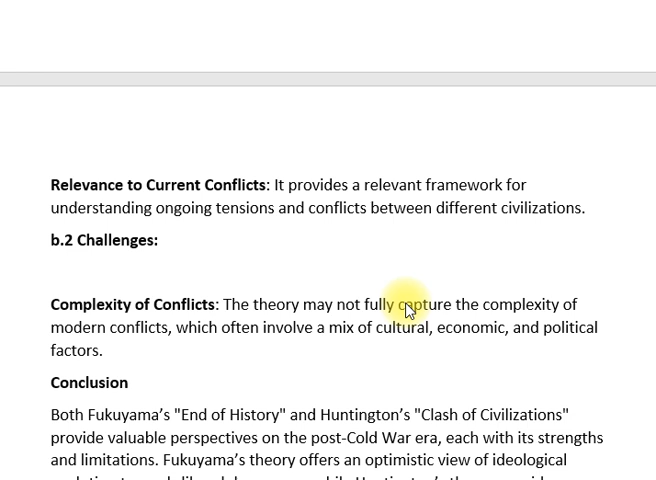 Relevance to Current Conflicts: It provides a relevant framework for
understanding ongoing tensions and conflicts between different civilizations.
b.2 Challenges:
Complexity of Conflicts: The theory may not fully capture the complexity of
modern conflicts, which often involve a mix of cultural, economic, and political
factors.
Conclusion
Both Fukuyama’s "End of History" and Huntington’s "Clash of Civilizations"
provide valuable perspectives on the post-Cold War era, each with its strengths
and limitations. Fukuyama’s theory offers an optimistic view of ideological